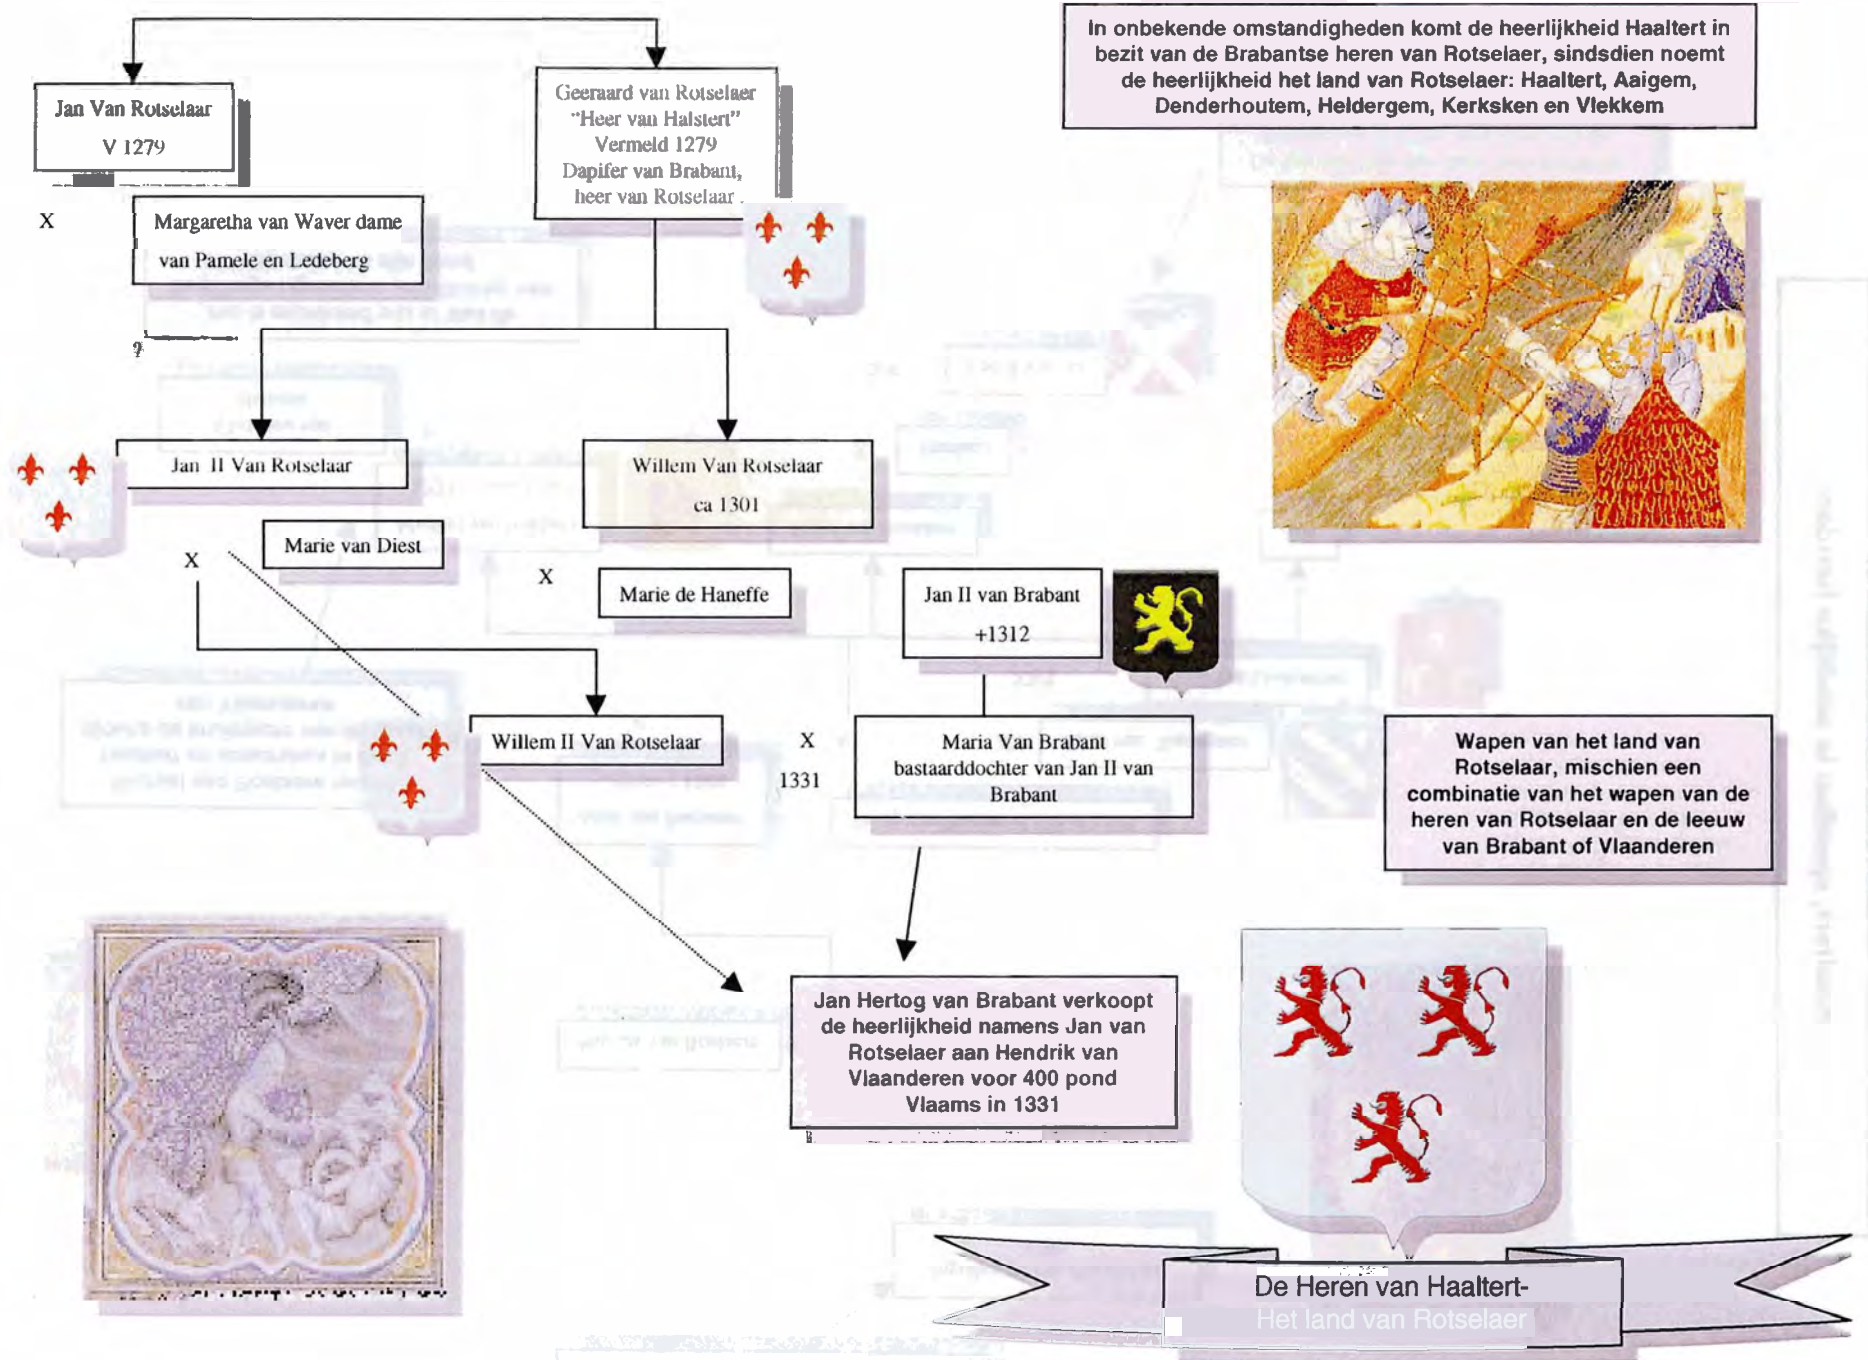 In onbekende omstandigheden komt de heerlijkheid Haaltert in
bezit van de Brabantse heren van Rotselaer, sindsdien noemt
de heerlijkheid het land van Rotselaer: Haaltert, Aaigem,
Denderhoutem, Heldergem, Kerksken en Vlekkem
Jan Van Rotselaar
V 1279
Geeraard van Rotselaer
"Heer van Halstert"
Vermeld 1279
Dapifer van Brabant,
heer van Rotselaar
X
Margaretha van Waver dame
van Pamele en Ledeberg
?
Jan II Van Rotselaar
Willem Van Rotselaar
ca 1301
X
Marie van Diest
X
Marie de Haneffe
Jan II van Brabant
+1312
Willem II Van Rotselaar
X
1331
Maria Van Brabant
bastaarddochter van Jan II van
Brabant
Wapen van het land van
Rotselaar, mischien een
combinatie van het wapen van de
heren van Rotselaar en de leeuw
van Brabant of Vlaanderen
Jan Hertog van Brabant verkoopt
de heerlijkheid namens Jan van
Rotselaer aan Hendrik van
Vlaanderen voor 400 pond
Vlaams in 1331
De Heren van Haaltert-
Het land van Rotselaer